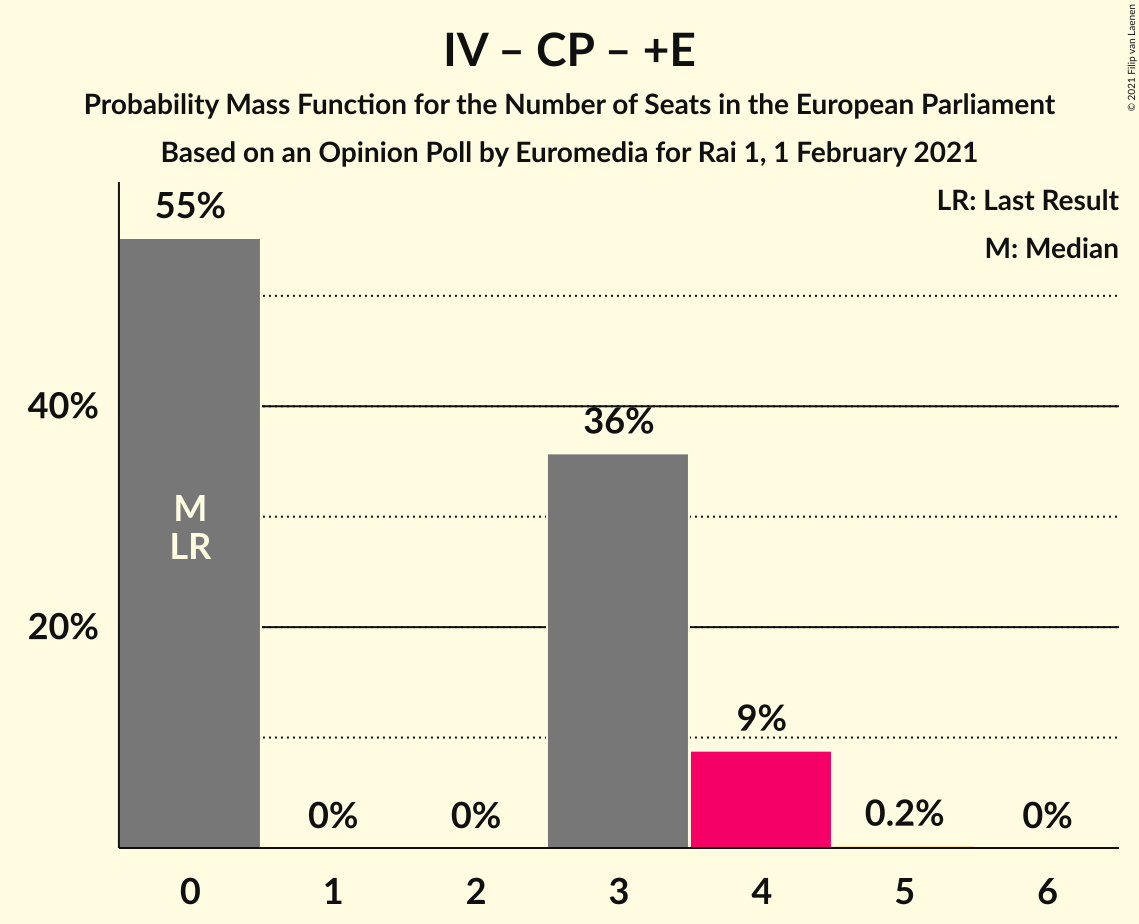 IV – CP – +E
Probability Mass Function for the Number of Seats in the European Parliament
Based on an Opinion Poll by Euromedia for Rai 1, 1 February 2021
© 2021 Filip van Laenen
LR: Last Result
M: Median
55%
40%
36%
M
LR
20%
9%
0%
0%
0.2%
0%
0
1
2
3
4
5
6